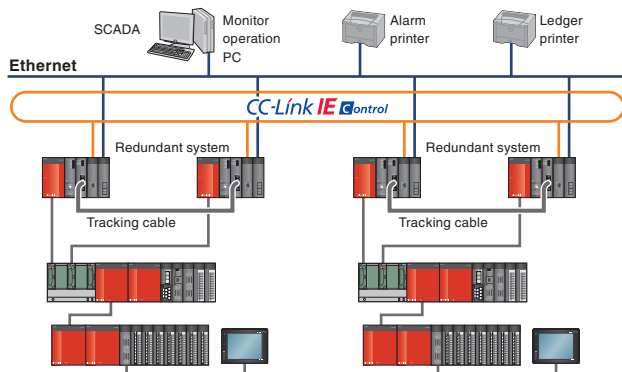 SCADA
Monitor
operation
PC
Alarm
printer
Ledger
printer
Ethernet
CC-Link IE Control
Redundant system
Redundant system
Tracking cable
Tracking cable